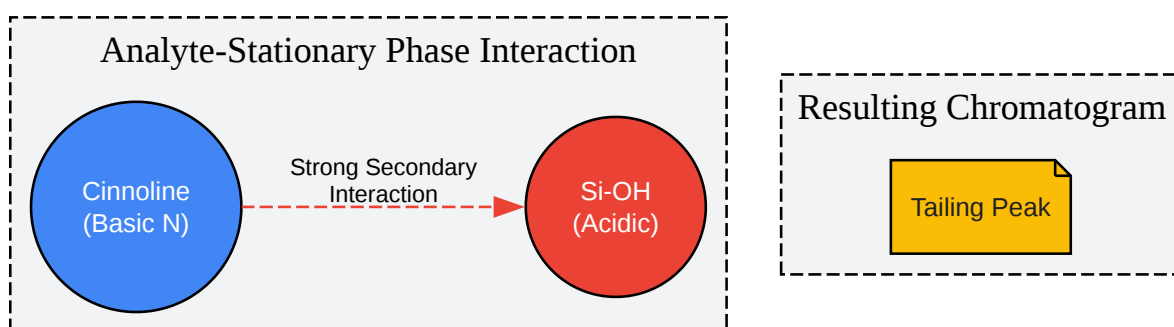 Analyte-Stationary Phase Interaction
Cinnoline
(Basic N)
Strong Secondary
Interaction
Si-OH
(Acidic)
Resulting Chromatogram
Tailing Peak